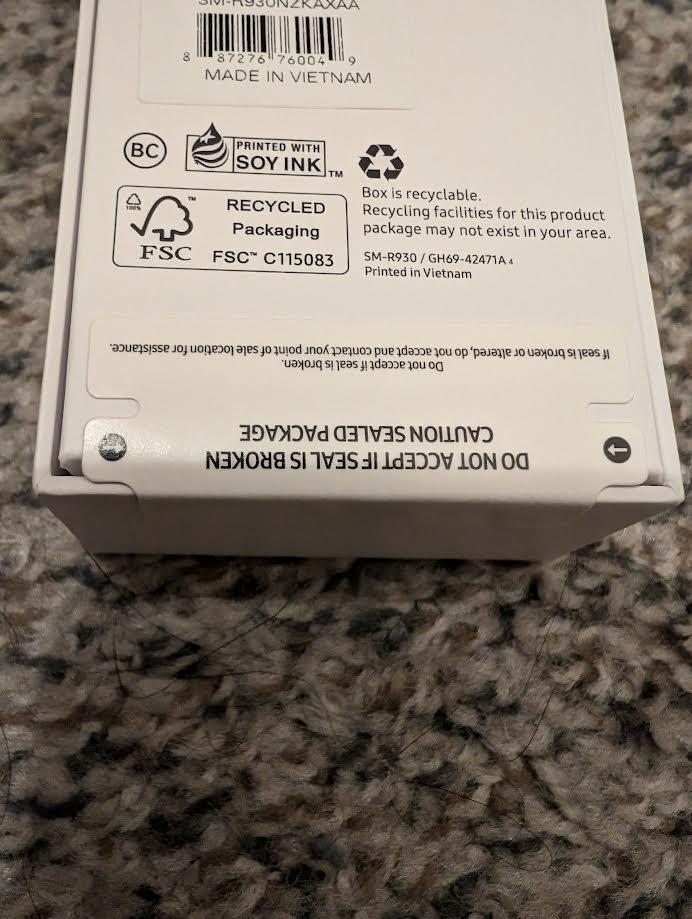 SM-R930NZKAXAA
8 87276 76004 9
MADE IN VIETNAM
BC
PRINTED WITH
SOY INK TM
100%
FSC
TM
RECYCLED
Packaging
FSC™ C115083
Box is recyclable.
Recycling facilities for this product
package may not exist in your area.
SM-R930 / GH69-42471A 4
Printed in Vietnam
DO NOT ACCEPT IF SEAL IS BROKEN
CAUTION SEALED PACKAGE
Do not accept if seal is broken.
If seal is broken or altered, do not accept and contact your point of sale location for assistance.